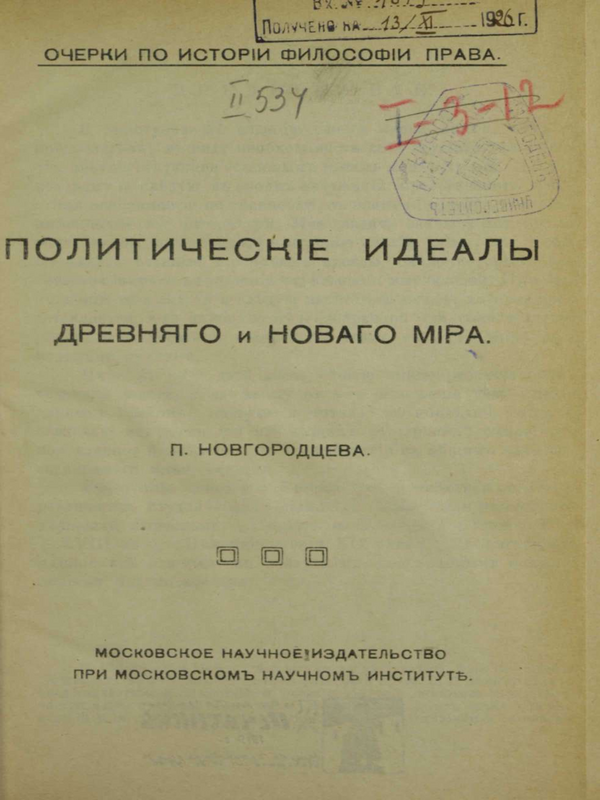 Получено на 13/XI 1926 г.
ОЧЕРКИ ПО ИСТОРІИ ФИЛОСОФІИ ПРАВА.
II 534
I-3-12
ПОЛИТИЧЕСКІЕ ИДЕАЛЫ
ДРЕВНЯГО и НОВАГО МІРА.
П. НОВГОРОДЦЕВА.
МОСКОВСКОЕ НАУЧНОЕ ИЗДАТЕЛЬСТВО
ПРИ МОСКОВСКОМЪ НАУЧНОМЪ ИНСТИТУТѢ.